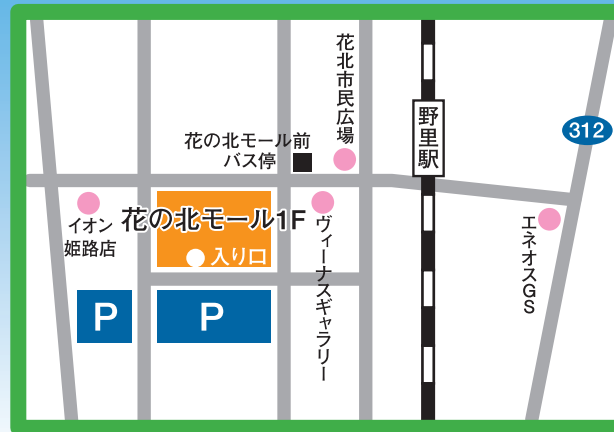 花北市民広場
野里駅
312
花の北モール前
バス停
イオン
姫路店
花の北モール1F
入り口
ヴィーナスギャラリー
エネオスGS
P
P